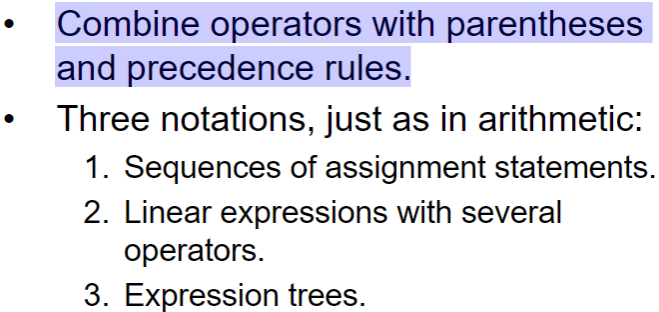 • Combine operators with parentheses
and precedence rules.
• Three notations, just as in arithmetic:
1. Sequences of assignment statements.
2. Linear expressions with several
operators.
3. Expression trees.